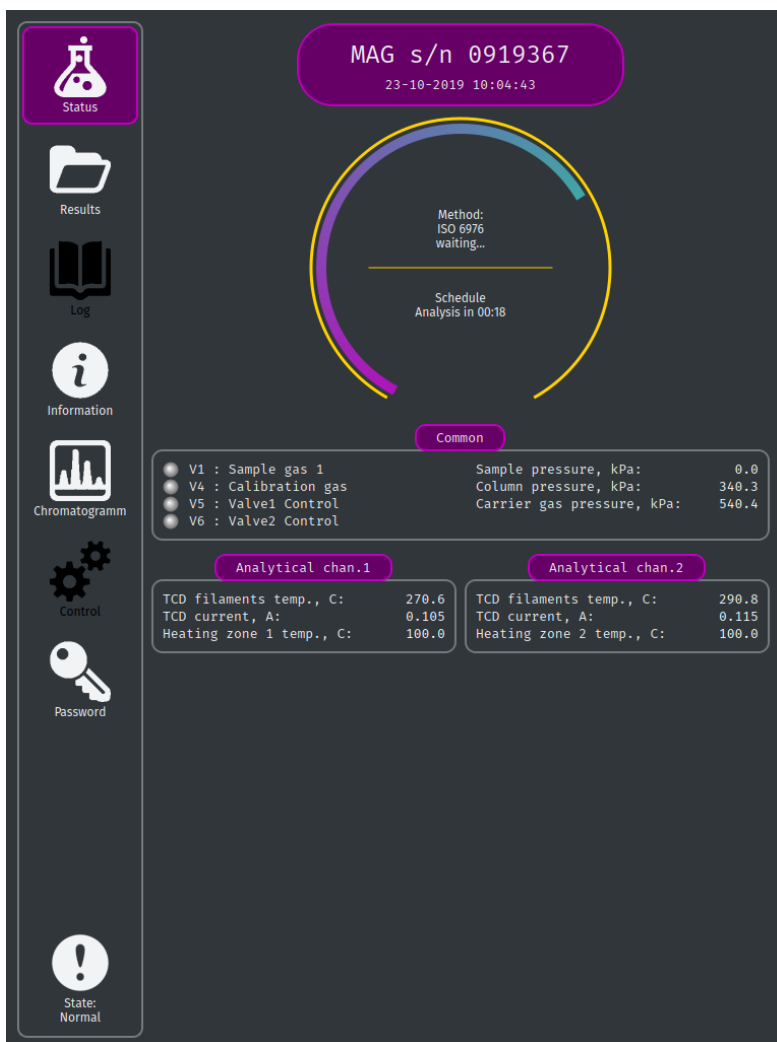 Status
Results
Log
Information
Chromatogramm
Control
Password
State:
Normal
MAG s/n 0919367
23-10-2019 10:04:43
Method:
ISO 6976
waiting...
Schedule
Analysis in 00:18
Common
V1 : Sample gas 1
V4 : Calibration gas
V5 : Valve1 Control
V6 : Valve2 Control
Sample pressure, kPa: 0.0
Column pressure, kPa: 340.3
Carrier gas pressure, kPa: 540.4
Analytical chan.1
TCD filaments temp., C: 270.6
TCD current, A: 0.105
Heating zone 1 temp., C: 100.0
Analytical chan.2
TCD filaments temp., C: 290.8
TCD current, A: 0.115
Heating zone 2 temp., C: 100.0